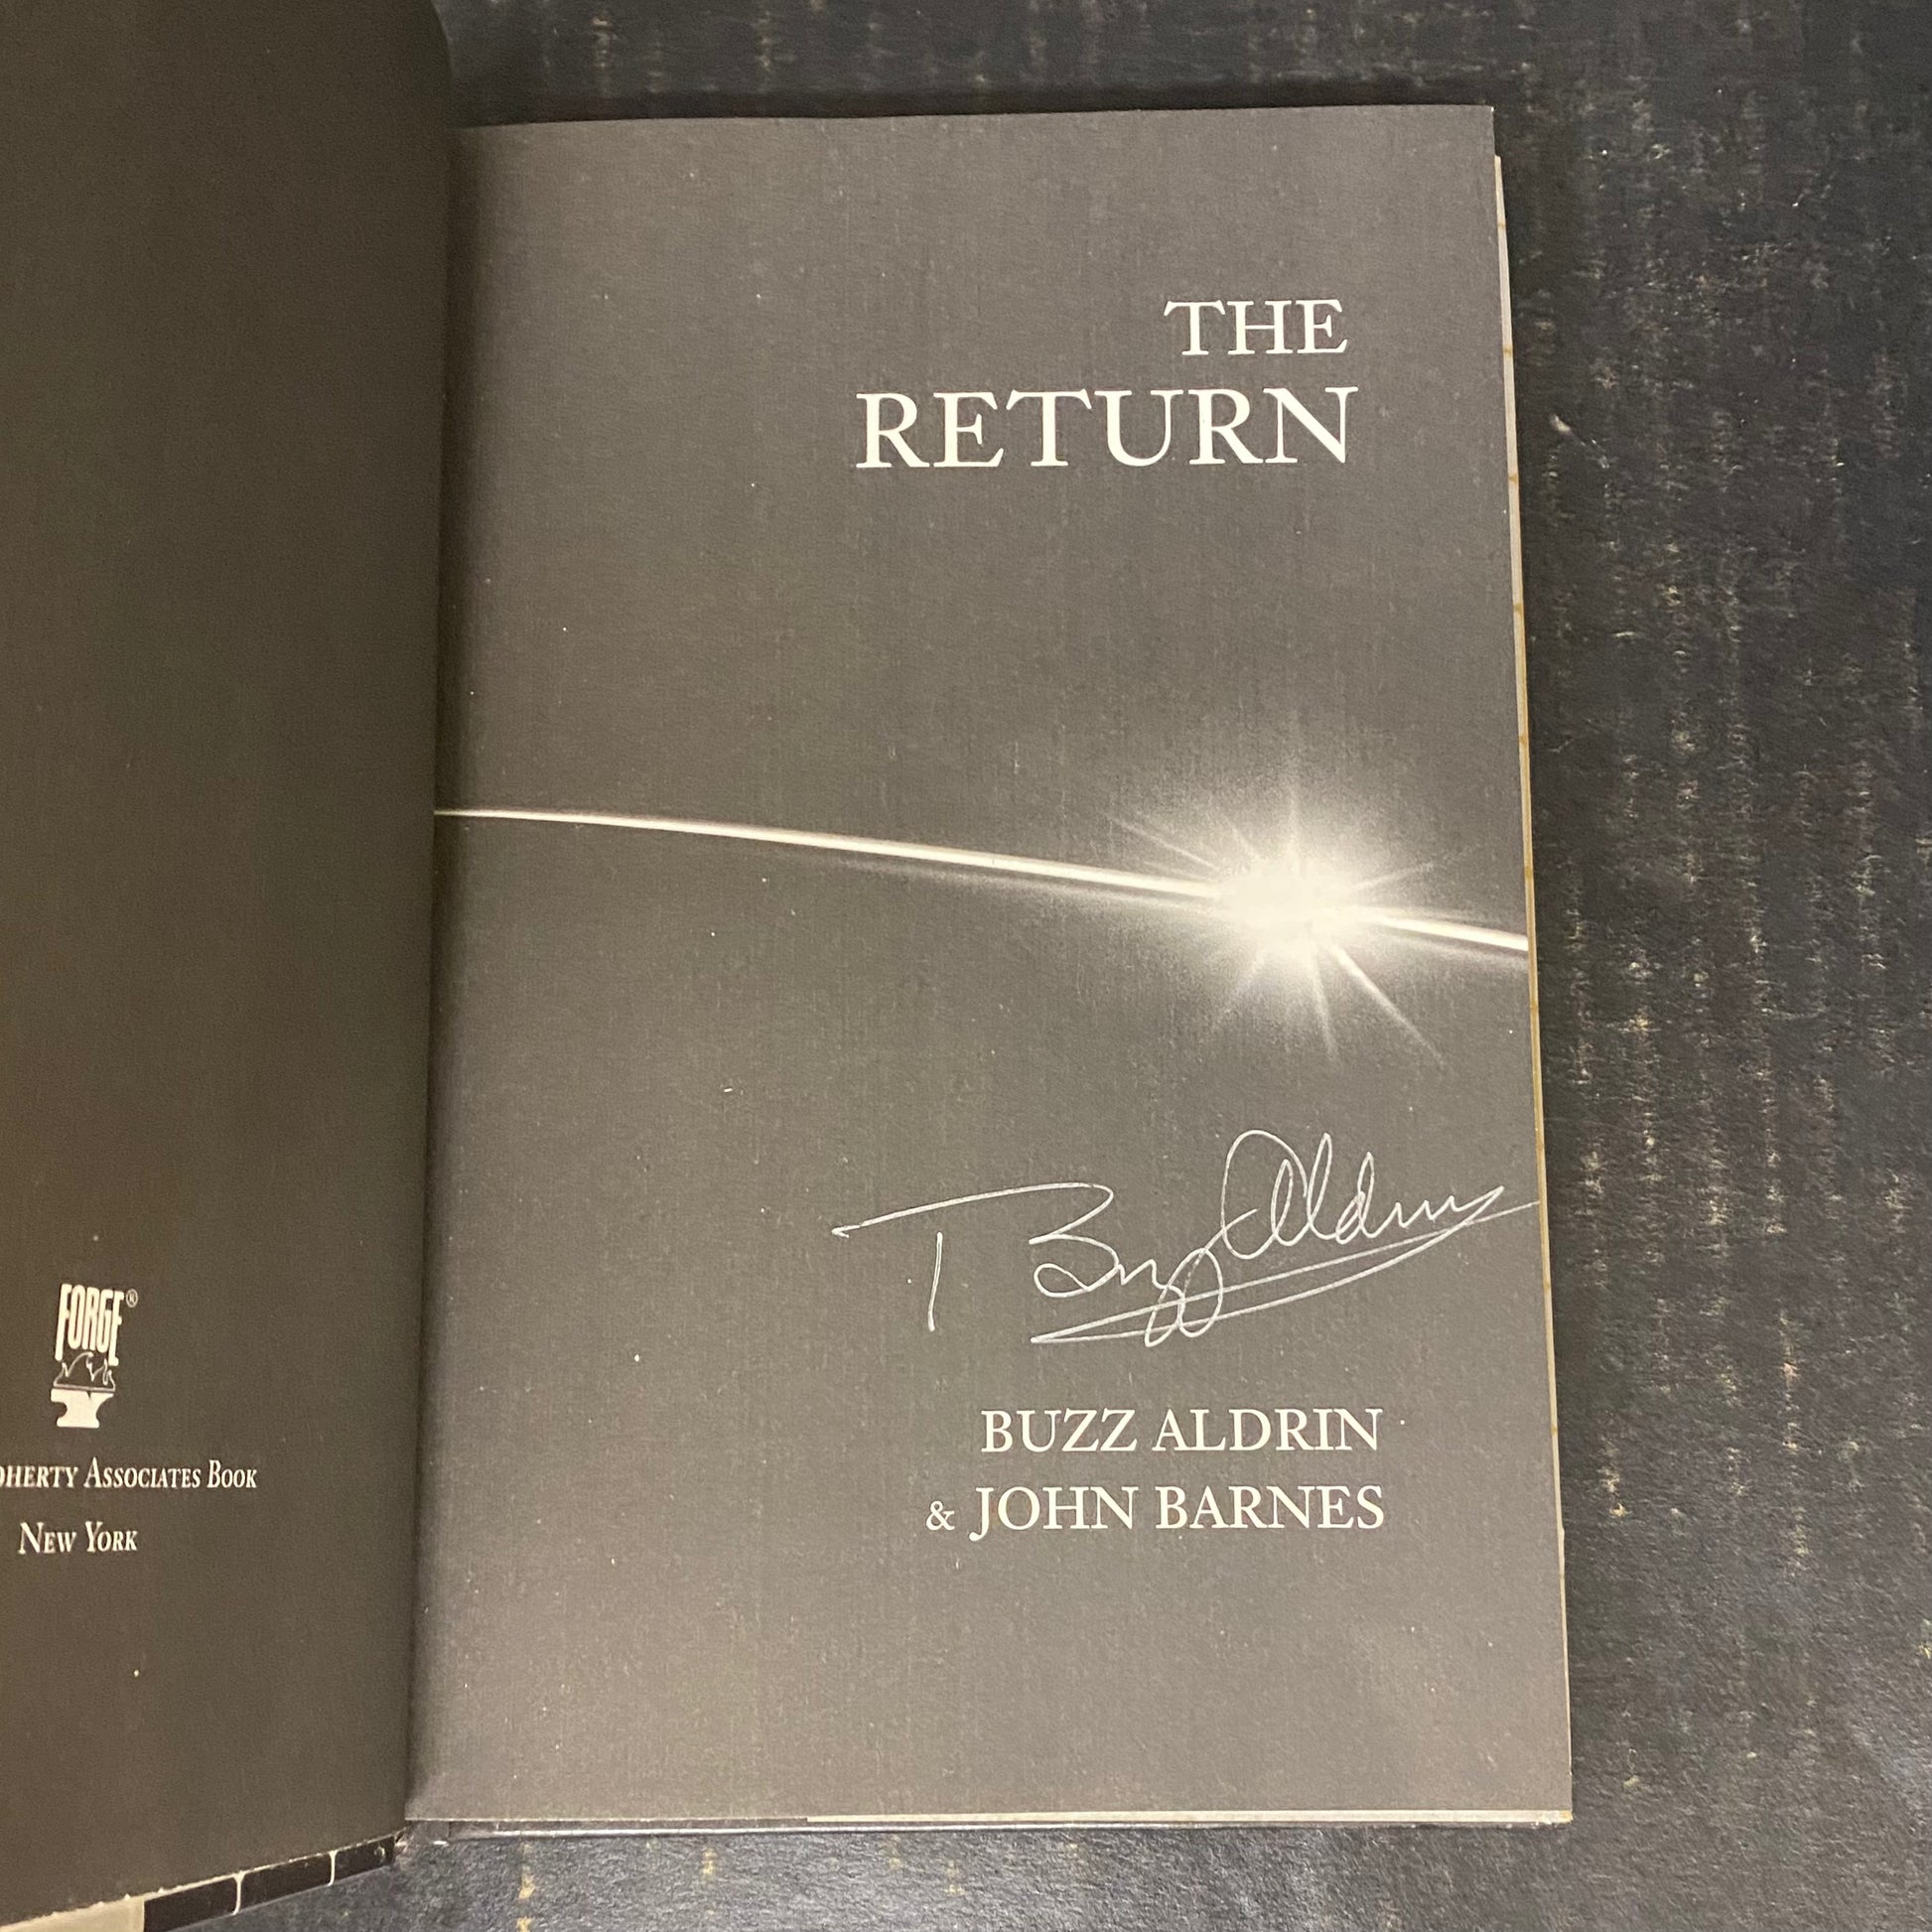 FORGE®
OHERTY ASSOCIATES BOOK
NEW YORK
THE
RETURN
Buzz Aldrin
BUZZ ALDRIN
& JOHN BARNES